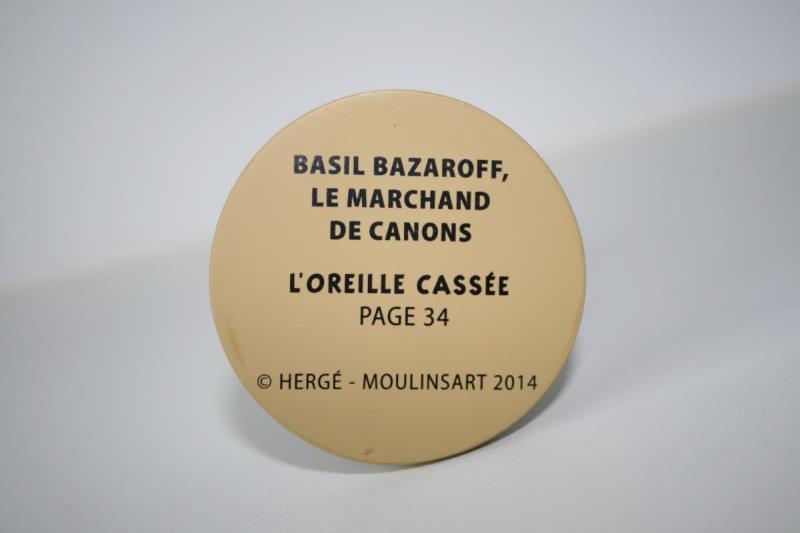 BASIL BAZAROFF,
LE MARCHAND
DE CANONS
L'OREILLE CASSÉE
PAGE 34
© HERGÉ - MOULINSART 2014